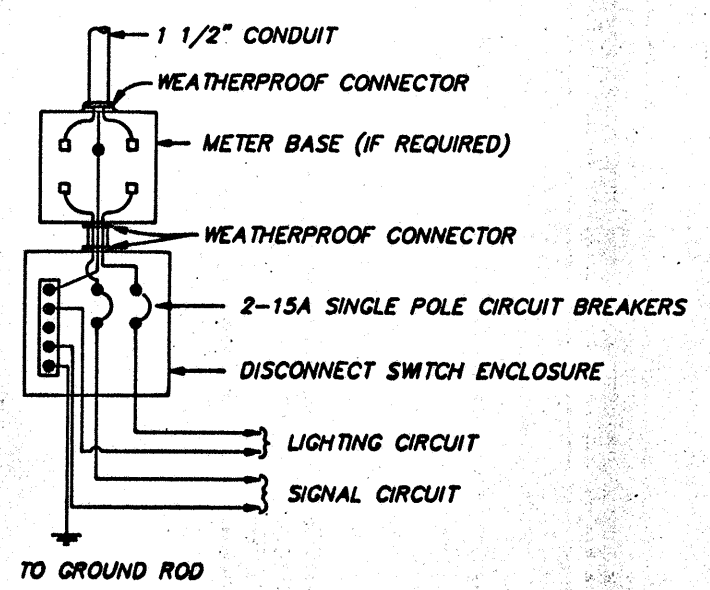 1 1/2" CONDUIT
WEATHERPROOF CONNECTOR
METER BASE (IF REQUIRED)
WEATHERPROOF CONNECTOR
2-15A SINGLE POLE CIRCUIT BREAKERS
DISCONNECT SWITCH ENCLOSURE
LIGHTING CIRCUIT
SIGNAL CIRCUIT
TO GROUND ROD